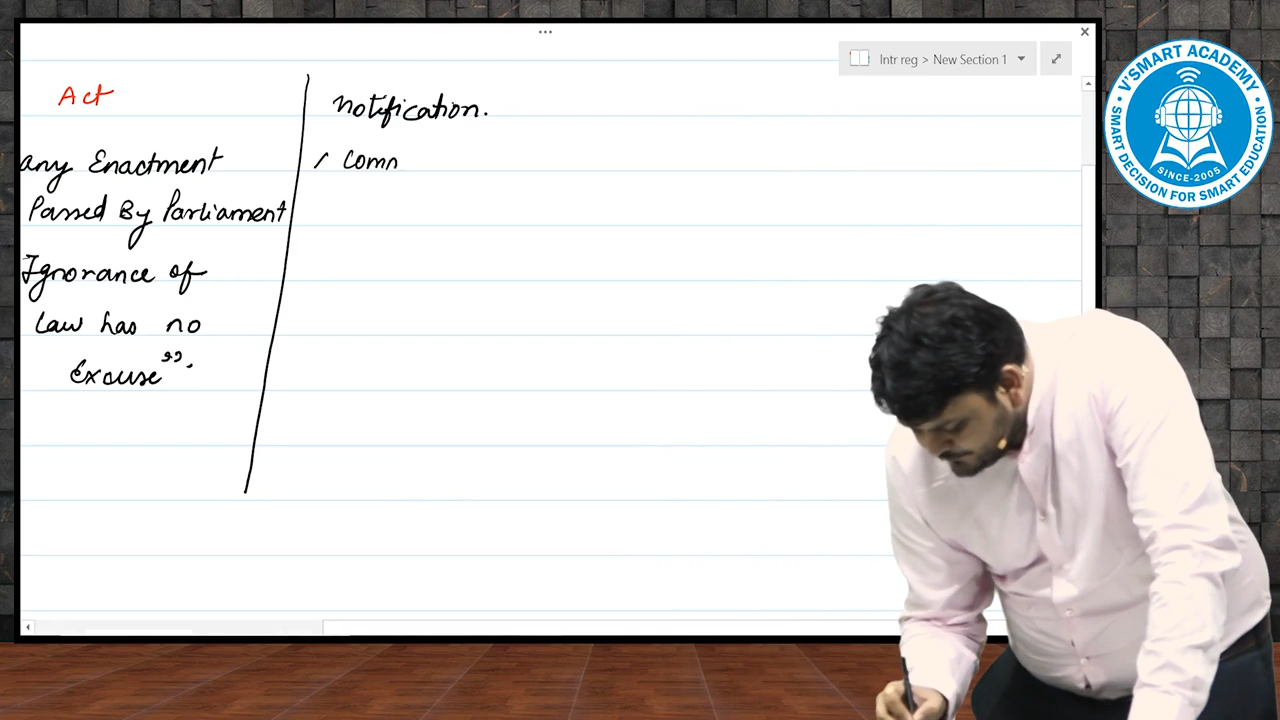 Intr reg > New Section 1
Act
any Enactment
Passed By Parliament
Ignorance of
Law has no
Excuse".
notification.
Comn
V'SMART ACADEMY
SINCE-2005
SMART DECISION FOR SMART EDUCATION